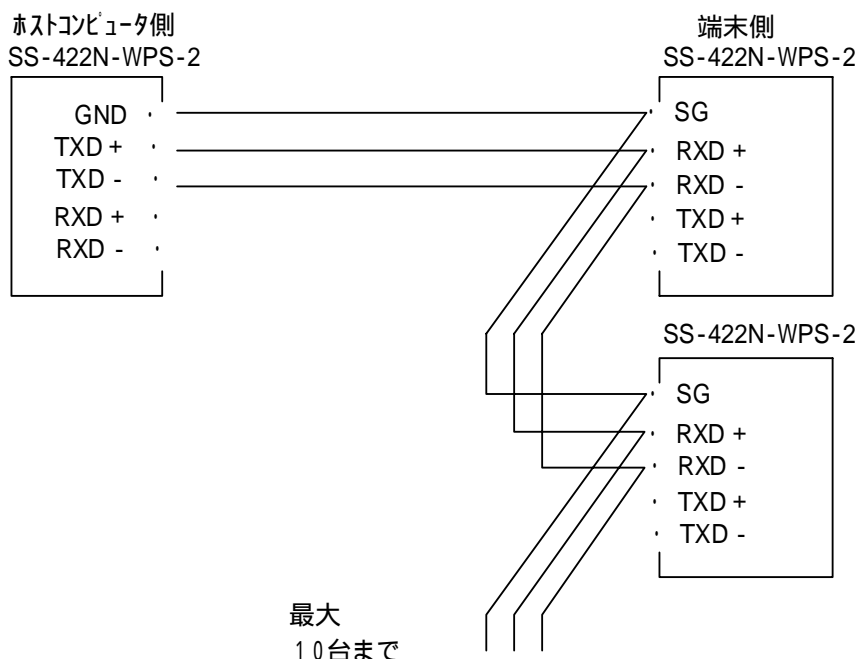 ホストコンピュータ側
SS-422N-WPS-2
GND
TXD +
TXD -
RXD +
RXD -
端末側
SS-422N-WPS-2
SG
RXD +
RXD -
TXD +
TXD -
SS-422N-WPS-2
SG
RXD +
RXD -
TXD +
TXD -
最大
10台まで